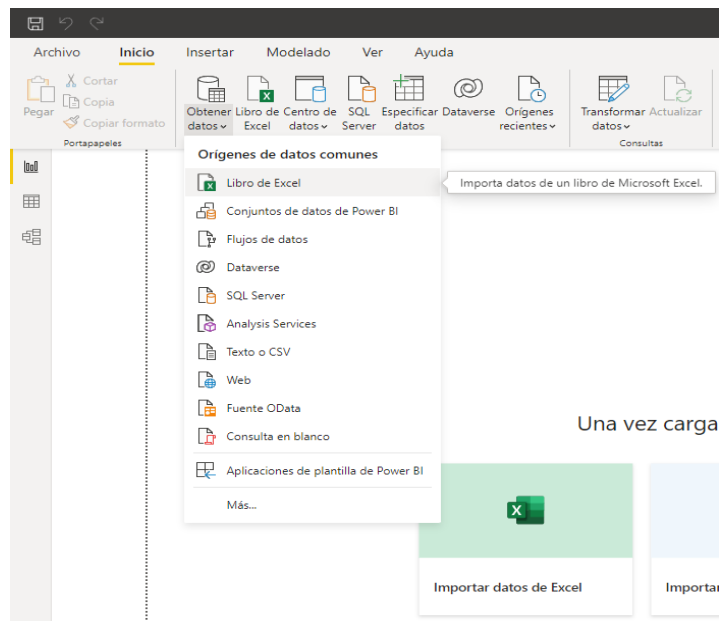 Archivo Inicio Insertar Modelado Ver Ayuda
Pegar
Cortar
Copia
Copiar formato
Portapapeles
Obtener datos
Libro de Excel
Centro de datos
SQL Server
Especificar datos
Dataverse
Orígenes recientes
Transformar datos
Actualizar
Consultas
Orígenes de datos comunes
Libro de Excel
Importa datos de un libro de Microsoft Excel.
Conjuntos de datos de Power BI
Flujos de datos
Dataverse
SQL Server
Analysis Services
Texto o CSV
Web
Fuente OData
Consulta en blanco
Aplicaciones de plantilla de Power BI
Más...
Una vez carga
Importar datos de Excel
Importar